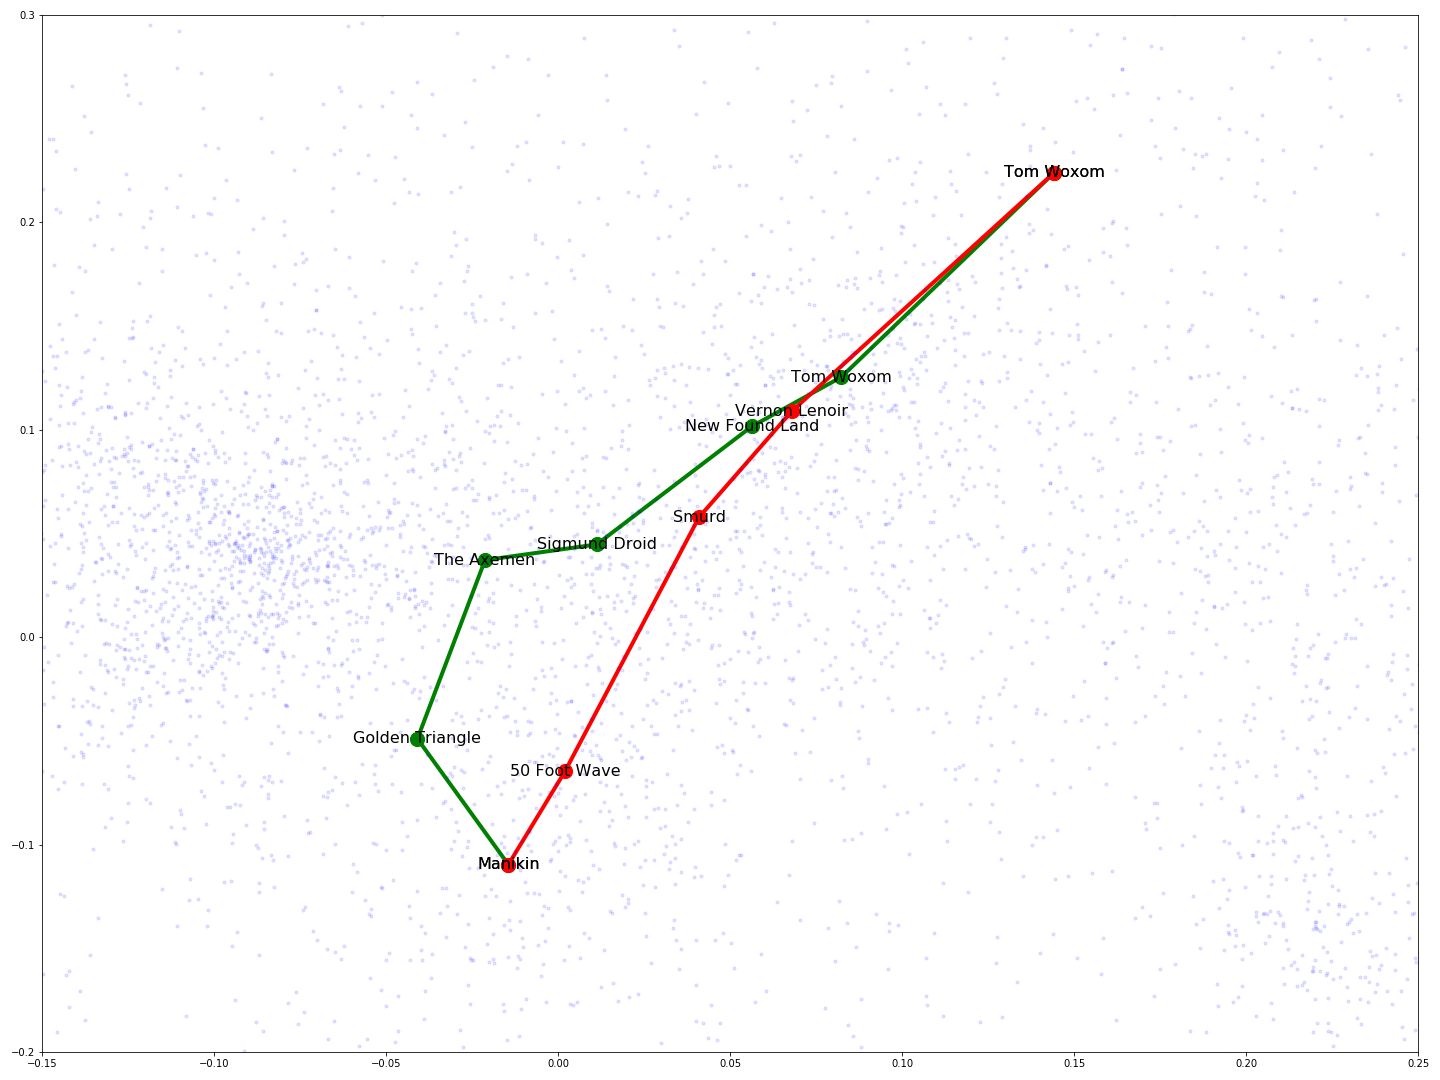 0.3
0.2
0.1
0.0
−0.1
−0.2
−0.15
−0.10
−0.05
0.00
0.05
0.10
0.15
0.20
0.25
Tom Woxom
Tom Woxom
Vernon Lenoir
New Found Land
Smurd
Sigmund Droid
The Axemen
Golden Triangle
50 Foot Wave
Manikin